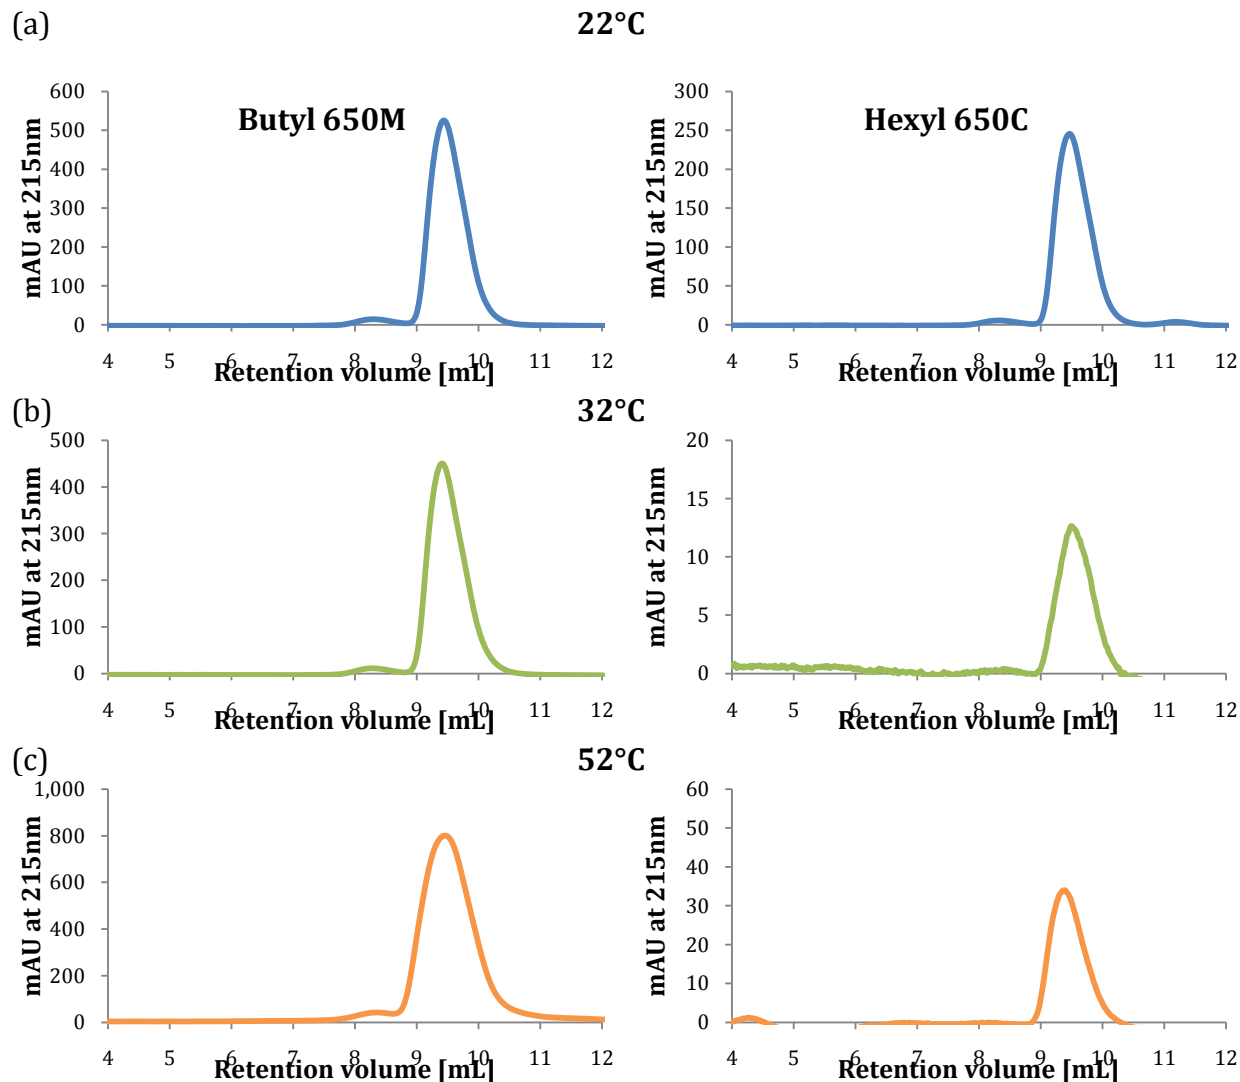 (a)
22°C
Butyl 650M
mAU at 215nm
600
500
400
300
200
100
0
4 5 6 7 8 9 10 11 12
Retention volume [mL]
Hexyl 650C
mAU at 215nm
300
250
200
150
100
50
0
4 5 6 7 8 9 10 11 12
Retention volume [mL]
(b)
32°C
mAU at 215nm
500
400
300
200
100
0
4 5 6 7 8 9 10 11 12
Retention volume [mL]
mAU at 215nm
20
15
10
5
0
4 5 6 7 8 9 10 11 12
Retention volume [mL]
(c)
52°C
mAU at 215nm
1,000
800
600
400
200
0
4 5 6 7 8 9 10 11 12
Retention volume [mL]
mAU at 215nm
60
50
40
30
20
10
0
4 5 6 7 8 9 10 11 12
Retention volume [mL]